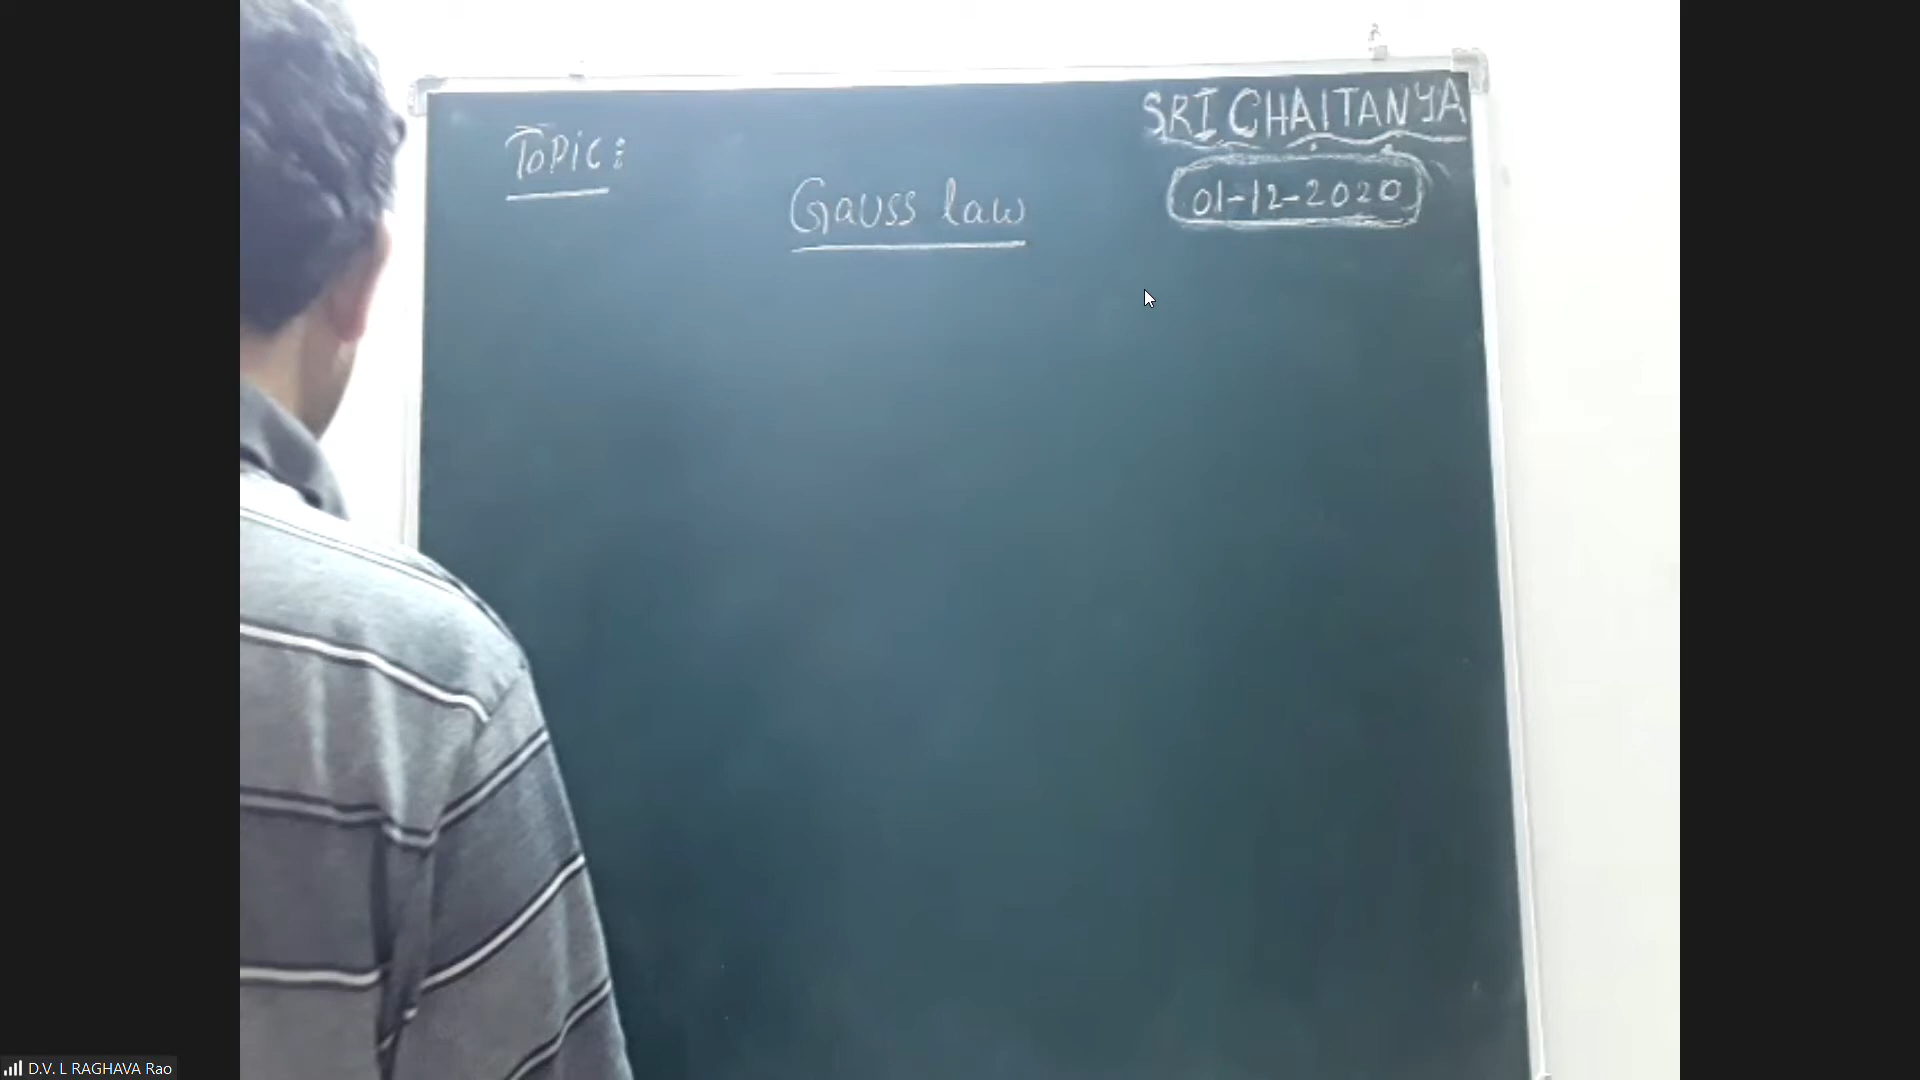 SRI CHAITANYA
Topic:
01-12-2020
Gauss law
D.V. L RAGHAVA Rao